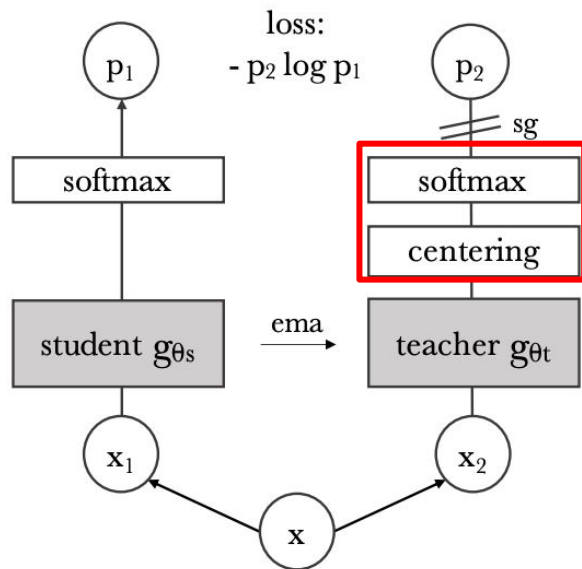 loss:
- p₂ log p₁
p₁
p₂
sg
softmax
softmax
centering
student gθs
ema
teacher gθt
x₁
x₂
x